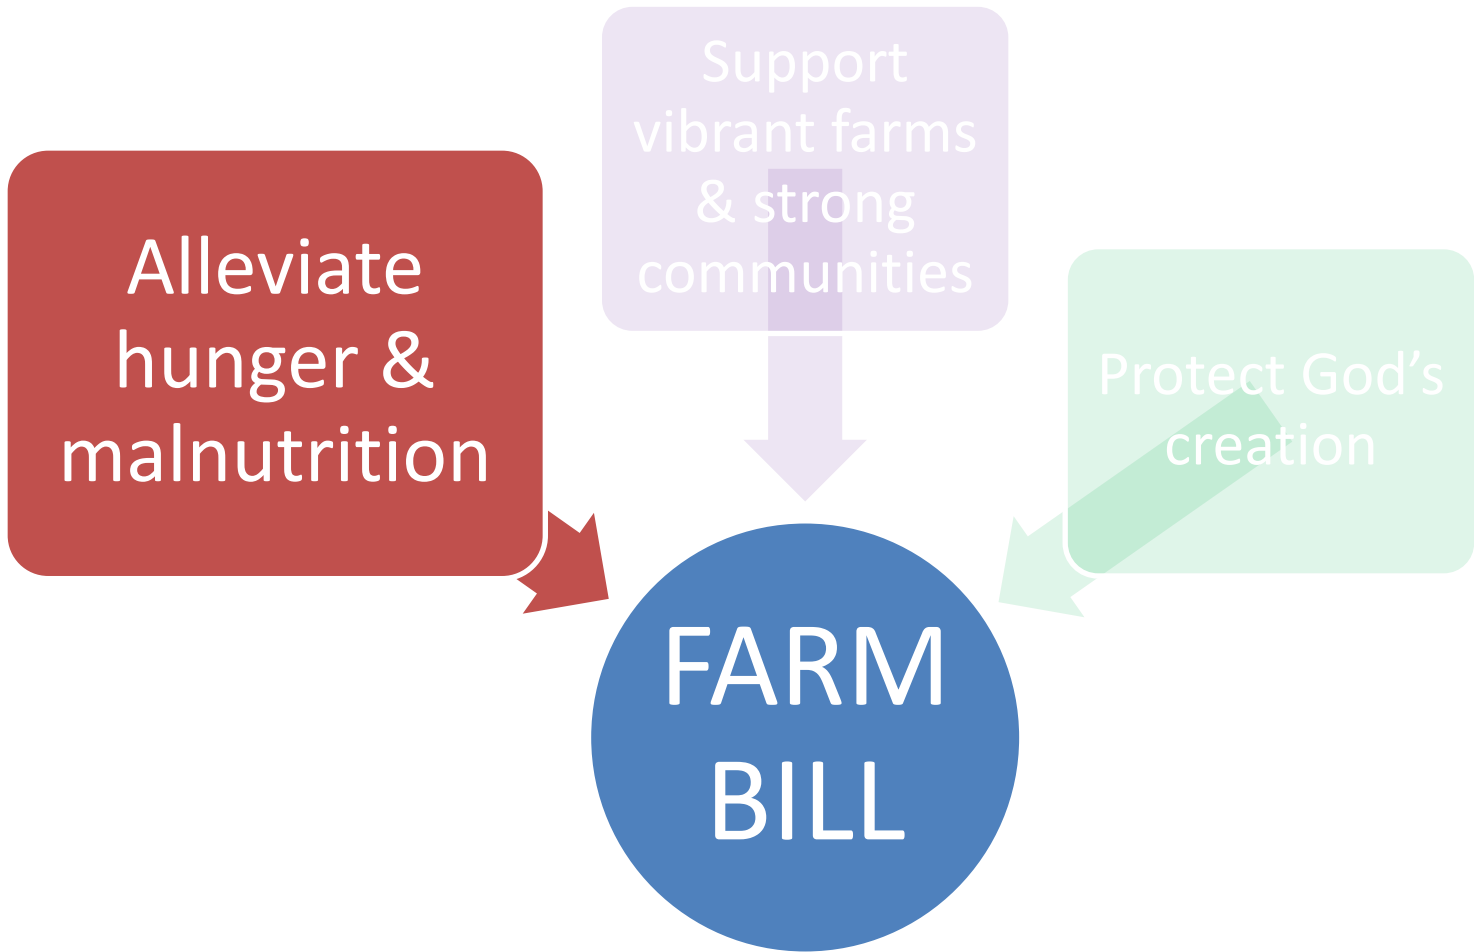 Support
vibrant farms
& strong
communities
Alleviate
hunger &
malnutrition
Protect God’s
creation
FARM
BILL